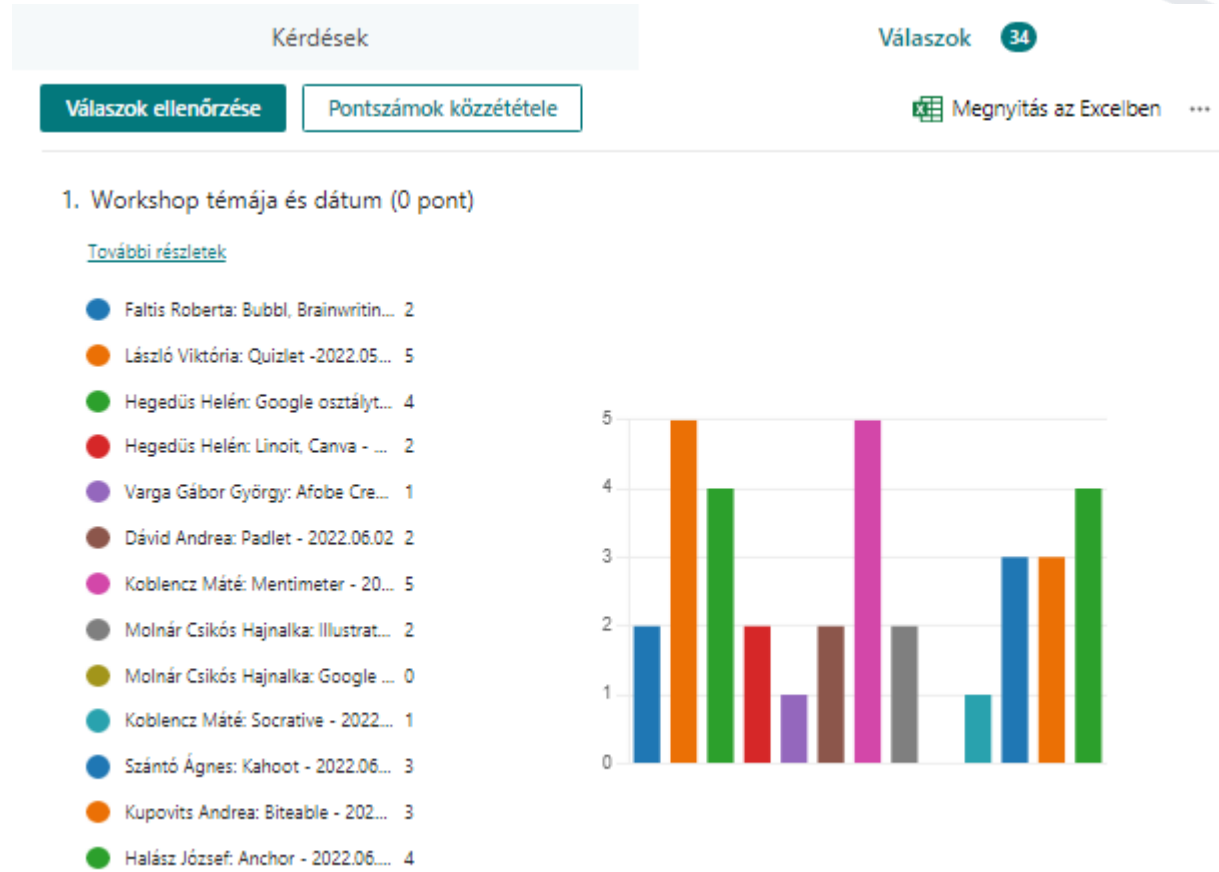 Kérdések
Válaszok 34
Válaszok ellenőrzése Pontszámok közzététele Megnyitás az Excelben ...
1. Workshop témája és dátum (0 pont)
További részletek
Faltis Roberta: Bubbl, Brainwritin... 2
László Viktória: Quizlet -2022.05... 5
Hegedüs Helén: Google osztályt... 4
Hegedüs Helén: Linoit, Canva - ... 2
Varga Gábor György: Afobe Cre... 1
Dávid Andrea: Padlet - 2022.06.02 2
Koblencz Máté: Mentimeter - 20... 5
Molnár Csikós Hajnalka: Illustrat... 2
Molnár Csikós Hajnalka: Google ... 0
Koblencz Máté: Socrative - 2022... 1
Szántó Ágnes: Kahoot - 2022.06... 3
Kupovits Andrea: Biteable - 202... 3
Halász József: Anchor - 2022.06.... 4
5
4
3
2
1
0